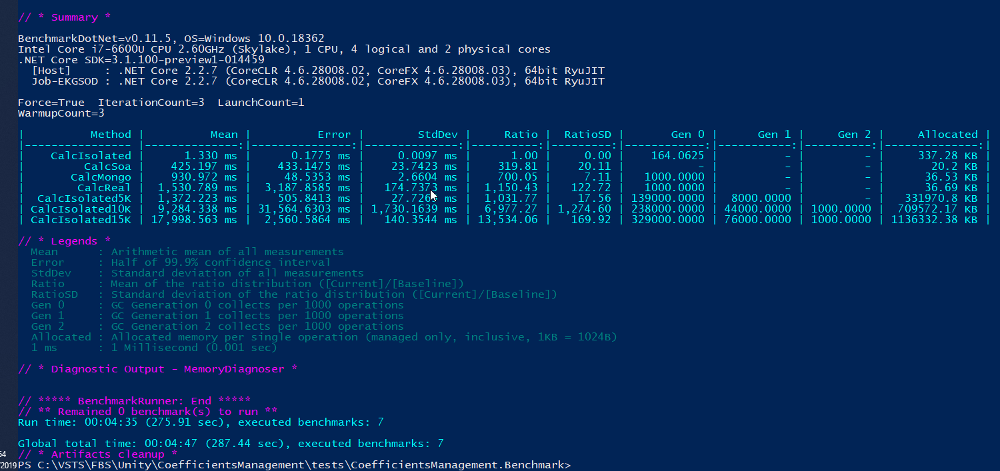 // * Summary *
BenchmarkDotNet=v0.11.5, OS=Windows 10.0.18362
Intel Core i7-6600U CPU 2.60GHz (Skylake), 1 CPU, 4 logical and 2 physical cores
.NET Core SDK=3.1.100-preview1-014459
[Host]     : .NET Core 2.2.7 (CoreCLR 4.6.28008.02, CoreFX 4.6.28008.03), 64bit RyuJIT
Job-EKGSOD : .NET Core 2.2.7 (CoreCLR 4.6.28008.02, CoreFX 4.6.28008.03), 64bit RyuJIT
Force=True  IterationCount=3  LaunchCount=1
WarmupCount=3
| Method | Mean | Error | StdDev | Ratio | RatioSD | Gen 0 | Gen 1 | Gen 2 | Allocated |
|---------------- |--------------:|---------------:|--------------:|----------:|---------:|------------:|-----------:|----------:|--------------:|
| CalcIsolated | 1.330 ms | 0.1775 ms | 0.0097 ms | 1.00 | 0.00 | 164.0625 | - | - | 337.28 KB |
| CalcSoa | 425.197 ms | 433.1475 ms | 23.7423 ms | 319.81 | 20.11 | - | - | - | 20.2 KB |
| CalcMongo | 930.972 ms | 48.5353 ms | 2.6604 ms | 700.05 | 7.11 | 1000.0000 | - | - | 36.53 KB |
| CalcReal | 1,530.789 ms | 3,187.8585 ms | 174.7373 ms | 1,150.43 | 122.72 | 1000.0000 | - | - | 36.69 KB |
| CalcIsolated5K | 1,372.223 ms | 505.8413 ms | ms | 1,031.77 | 17.56 | 139000.0000 | 8000.0000 | - | 331970.8 KB |
| CalcIsolated10K | 9,284.338 ms | 31,564.6303 ms | 1,730.1639 ms | 6,977.27 | 1,274.60 | 238000.0000 | 44000.0000 | 1000.0000 | 709572.17 KB |
| CalcIsolated15K | 17,998.563 ms | 2,560.5864 ms | 140.3544 ms | 13,534.06 | 169.92 | 329000.0000 | 76000.0000 | 1000.0000 | 1136332.38 KB |
// * Legends *
Mean      : Arithmetic mean of all measurements
Error     : Half of 99.9% confidence interval
StdDev    : Standard deviation of all measurements
Ratio     : Mean of the ratio distribution ([Current]/[Baseline])
RatioSD   : Standard deviation of the ratio distribution ([Current]/[Baseline])
Gen 0     : GC Generation 0 collects per 1000 operations
Gen 1     : GC Generation 1 collects per 1000 operations
Gen 2     : GC Generation 2 collects per 1000 operations
Allocated : Allocated memory per single operation (managed only, inclusive, 1KB = 1024B)
1 ms      : 1 Millisecond (0.001 sec)
// * Diagnostic Output - MemoryDiagnoser *
// ***** BenchmarkRunner: End *****
// ** Remained 0 benchmark(s) to run **
Run time: 00:04:35 (275.91 sec), executed benchmarks: 7
Global total time: 00:04:47 (287.44 sec), executed benchmarks: 7
// * Artifacts cleanup *
PS C:\VSTS\FBS\Unity\CoefficientsManagement\tests\CoefficientsManagement.Benchmark>